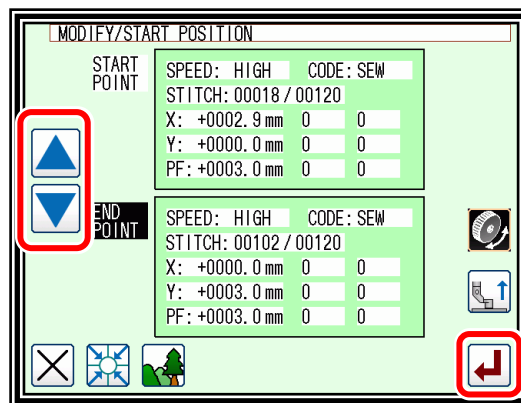 MODIFY/START POSITION
START
POINT
SPEED: HIGH CODE: SEW
STITCH: 00018 / 00120
X: +0002.9 mm 0 0
Y: +0000.0 mm 0 0
PF: +0003.0 mm 0 0
END
POINT
SPEED: HIGH CODE: SEW
STITCH: 00102 / 00120
X: +0000.0 mm 0 0
Y: +0003.0 mm 0 0
PF: +0003.0 mm 0 0